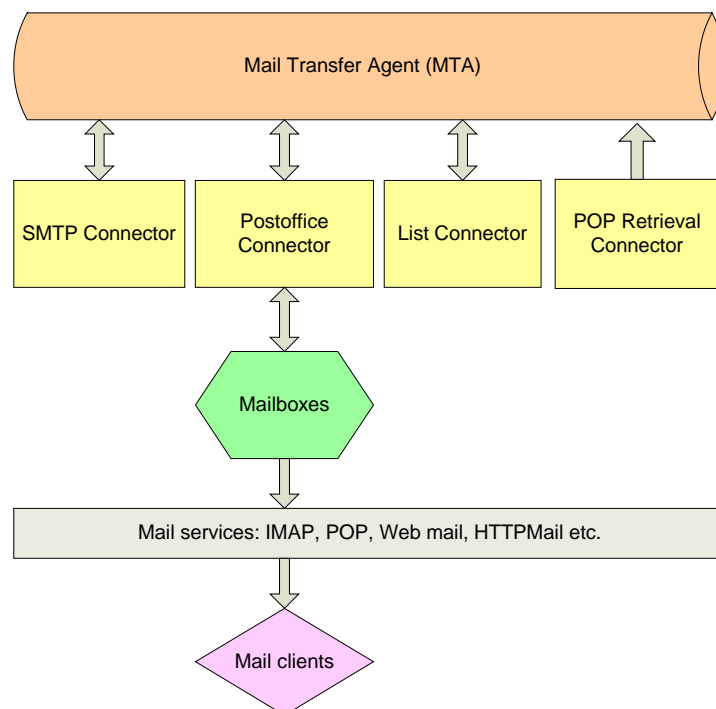 Mail Transfer Agent (MTA)
SMTP Connector
Postoffice
Connector
List Connector
POP Retrieval
Connector
Mailboxes
Mail services: IMAP, POP, Web mail, HTTPMail etc.
Mail clients